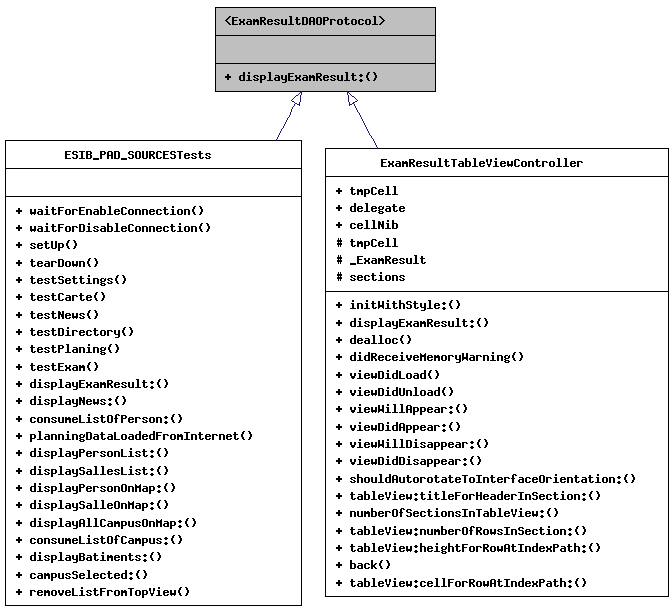 <ExamResultDAOProtocol>
+ displayExamResult:()
ESIB_PAD_SOURCESTests
+ waitForEnableConnection()
+ waitForDisableConnection()
+ setUp()
+ tearDown()
+ testSettings()
+ testCarte()
+ testNews()
+ testDirectory()
+ testPlaning()
+ testExam()
+ displayExamResult:()
+ displayNews:()
+ consumeListOfPerson:()
+ planningDataLoadedFromInternet()
+ displayPersonList:()
+ displaySallesList:()
+ displayPersonOnMap:()
+ displaySalleOnMap:()
+ displayAllCampusOnMap:()
+ consumeListOfCampus:()
+ displayBatiments:()
+ campusSelected:()
+ removeListFromTopView()
ExamResultTableViewController
+ tmpCell
+ delegate
+ cellNib
# tmpCell
# _ExamResult
# sections
+ initWithStyle:()
+ displayExamResult:()
+ dealloc()
+ didReceiveMemoryWarning()
+ viewDidLoad()
+ viewDidUnload()
+ viewWillAppear:()
+ viewDidAppear:()
+ viewWillDisappear:()
+ viewDidDisappear:()
+ shouldAutorotateToInterfaceOrientation:()
+ tableView:titleForHeaderInSection:()
+ numberOfSectionsInTableView:()
+ tableView:numberOfRowsInSection:()
+ tableView:heightForRowAtIndexPath:()
+ back()
+ tableView:cellForRowAtIndexPath:()